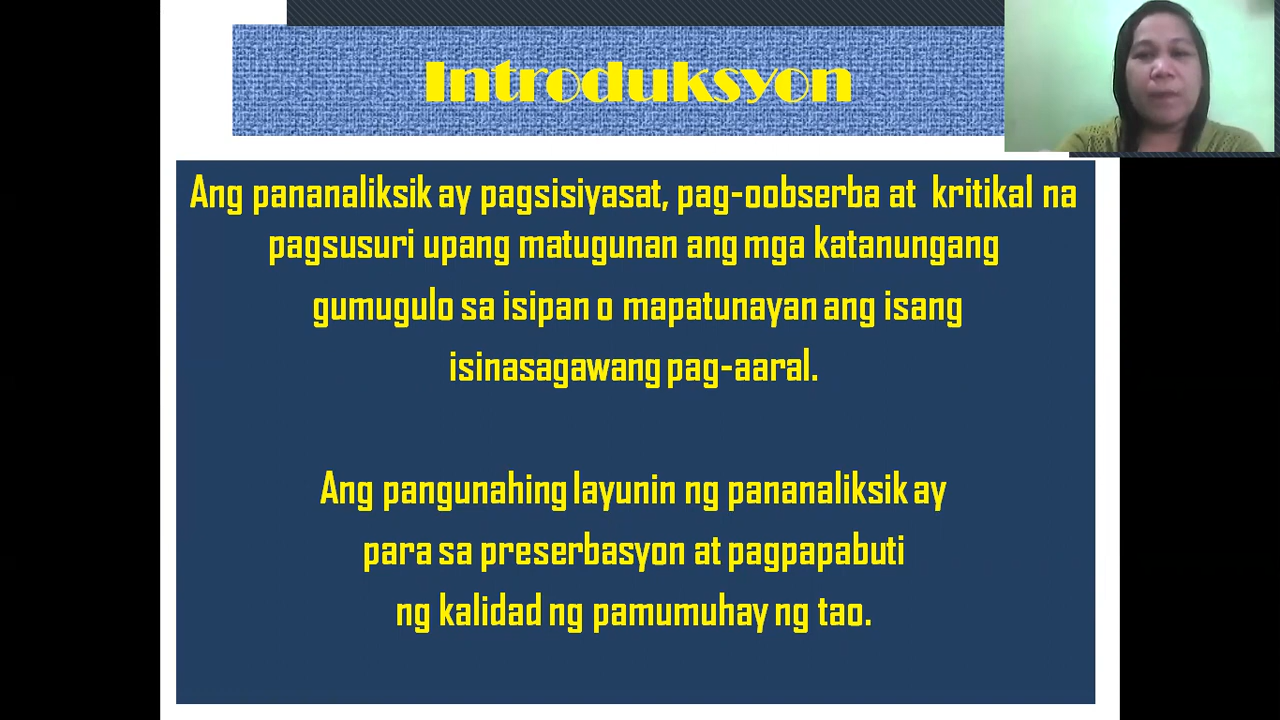 Introduksyon
Ang pananaliksik ay pagsisiyasat, pag-oobserba at kritikal na
pagsusuri upang matugunan ang mga katanungang
gumugulo sa isipan o mapatunayan ang isang
isinasagawang pag-aaral.
Ang pangunahing layunin ng pananaliksik ay
para sa preserbasyon at pagpapabuti
ng kalidad ng pamumuhay ng tao.